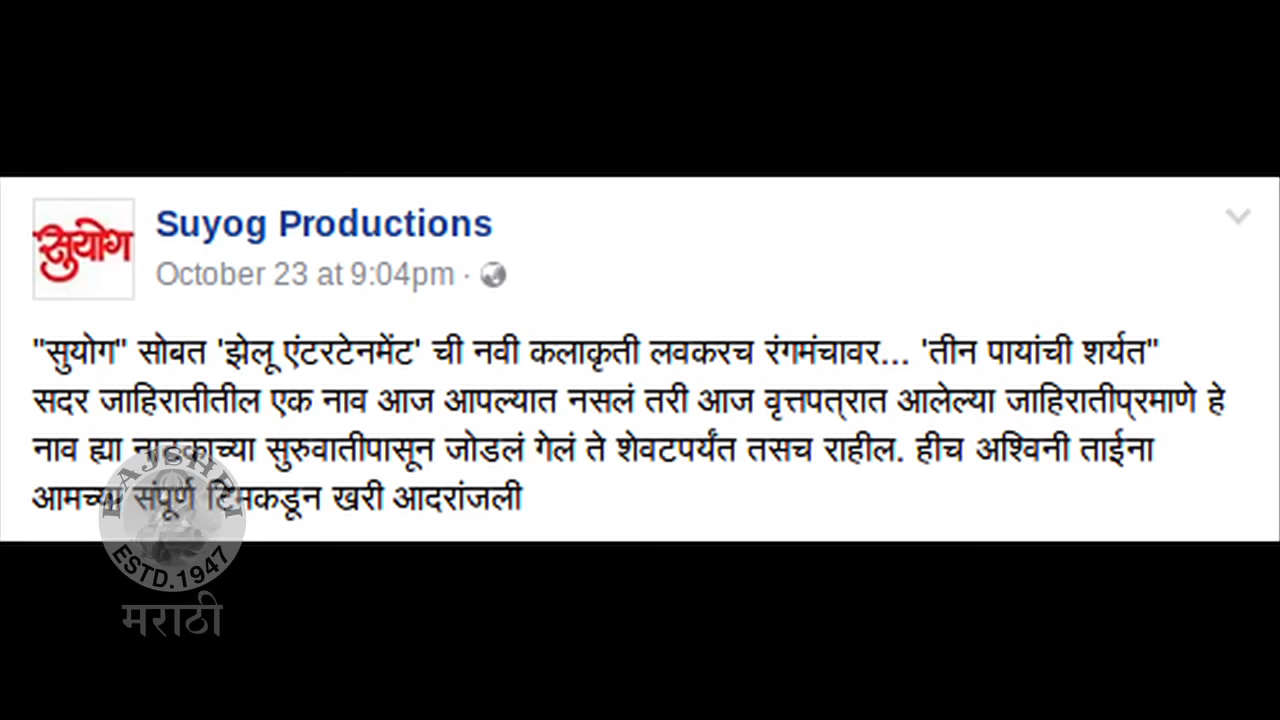 सुयोग
Suyog Productions
October 23 at 9:04pm ·
"सुयोग" सोबत 'झेलू एंटरटेनमेंट' ची नवी कलाकृती लवकरच रंगमंचावर... 'तीन पायांची शर्यत"
सदर जाहिरातीतील एक नाव आज आपल्यात नसलं तरी आज वृत्तपत्रात आलेल्या जाहिरातीप्रमाणे हे
नाव ह्या नाटकाच्या सुरुवातीपासून जोडलं गेलं ते शेवटपर्यंत तसच राहील. हीच अश्विनी ताईना
आमच्या संपूर्ण टिमकडून खरी आदरांजली
RAJSHRI
ESTD.1947
मराठी